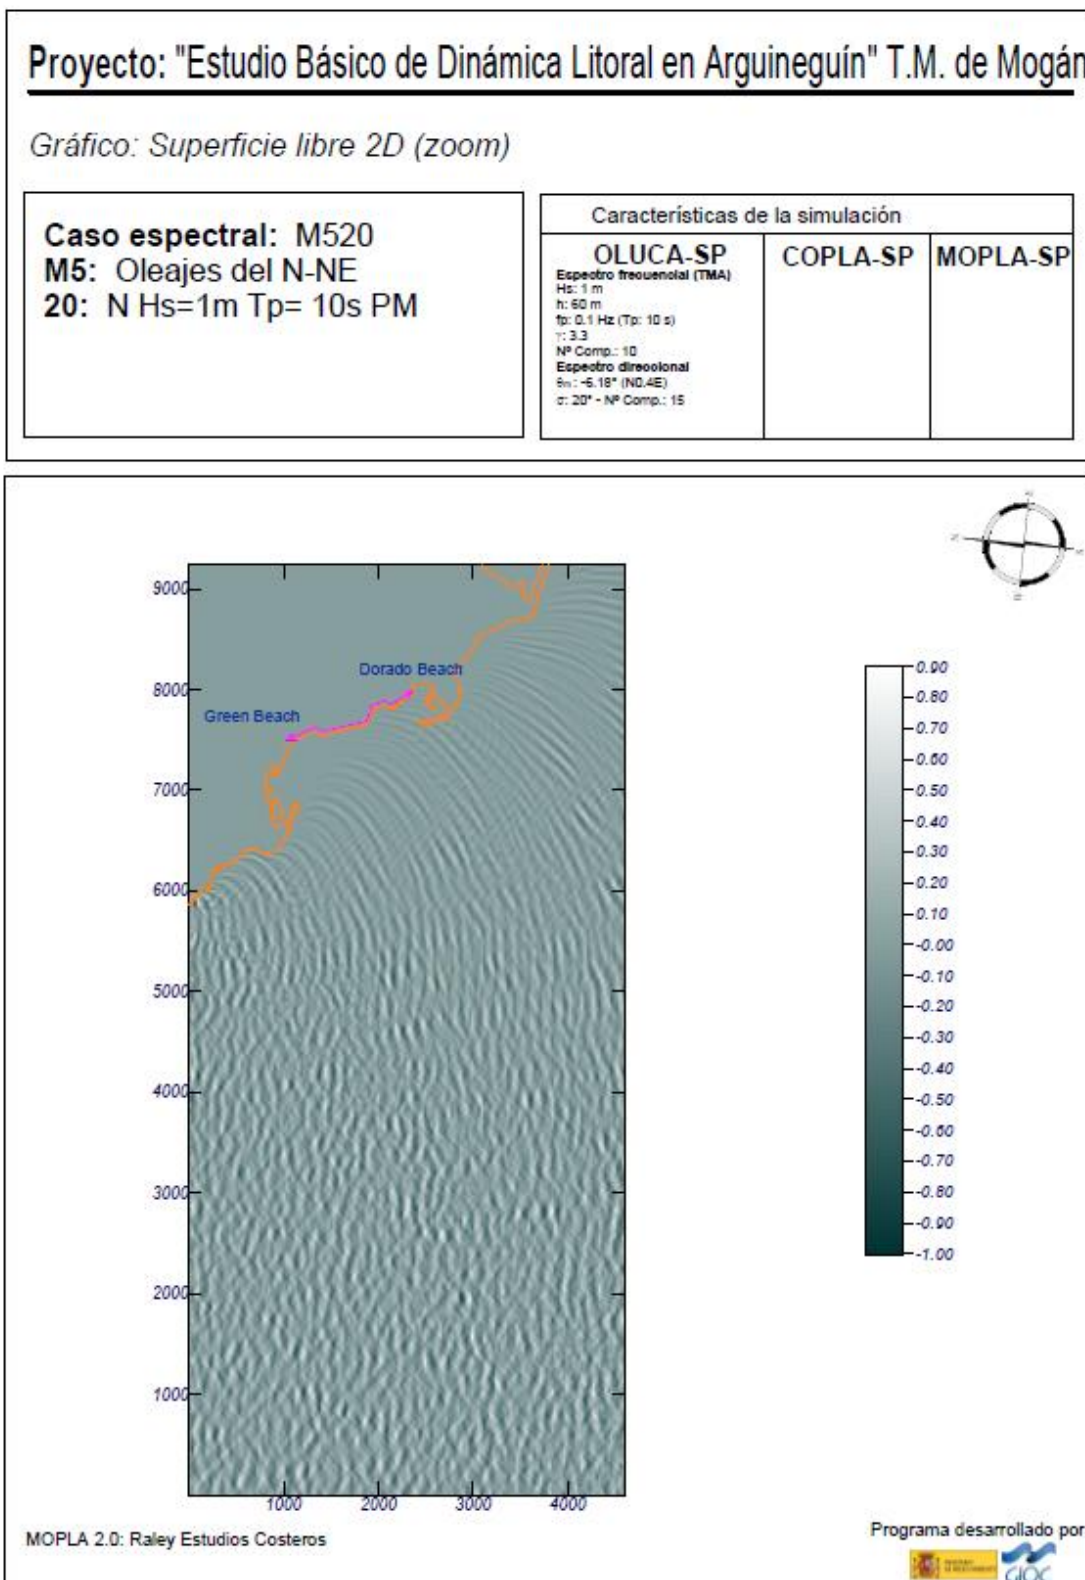 Proyecto: "Estudio Básico de Dinámica Litoral en Arguineguín" T.M. de Mogán
Gráfico: Superficie libre 2D (zoom)
Caso espectral: M520
M5: Oleajes del N-NE
20: N Hs=1m Tp= 10s PM
Características de la simulación
OLUCA-SP
Espectro frecuencial (TMA)
Hs: 1 m
h: 60 m
fp: 0.1 Hz (Tp: 10 s)
γ: 3.3
Nº Comp.: 10
Espectro direccional
θm: -5.18° (N0.4E)
σ: 20° - Nº Comp.: 15
COPLA-SP
MOPLA-SP
9000
8000
7000
6000
5000
4000
3000
2000
1000
Dorado Beach
Green Beach
1000 2000 3000 4000
0.90
0.80
0.70
0.60
0.50
0.40
0.30
0.20
0.10
-0.00
-0.10
-0.20
-0.30
-0.40
-0.50
-0.60
-0.70
-0.80
-0.90
-1.00
MOPLA 2.0: Raley Estudios Costeros
Programa desarrollado por
GIOC